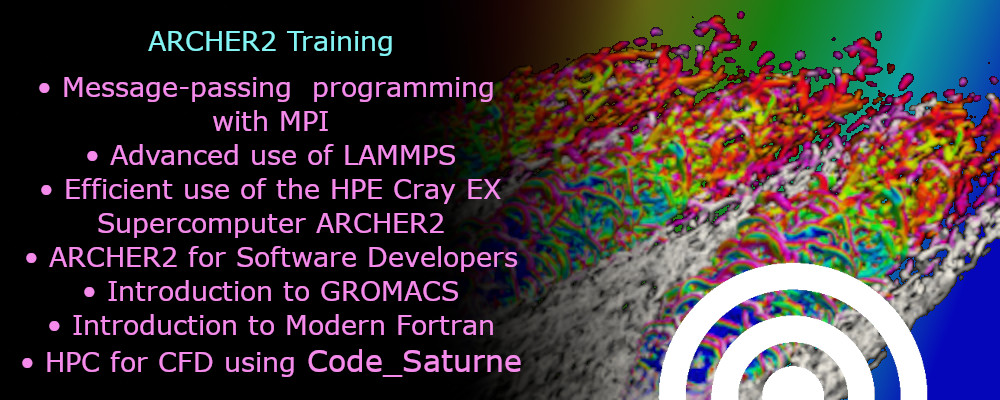 ARCHER2 Training
• Message-passing  programming
with MPI
• Advanced use of LAMMPS
• Efficient use of the HPE Cray EX
Supercomputer ARCHER2
• ARCHER2 for Software Developers
• Introduction to GROMACS
• Introduction to Modern Fortran
• HPC for CFD using Code_Saturne